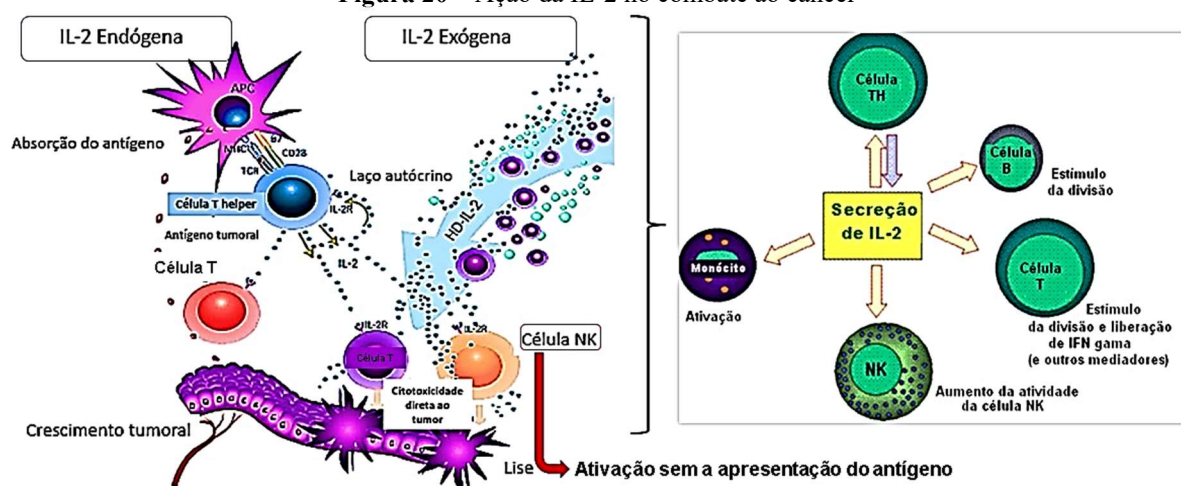 Figura 20 – Ação da IL-2 no combate ao câncer
IL-2 Endógena
IL-2 Exógena
APC
Absorção do antígeno
MHC
B7
CD28
TCR
Célula T helper
IL-2R
Laço autócrino
Antígeno tumoral
IL-2
HD-IL-2
Célula T
IL-2R
IL-2R
Célula NK
Célula T
Citotoxicidade
direta ao
tumor
Crescimento tumoral
Lise
Ativação sem a apresentação do antígeno
Célula
TH
Célula
B
Estímulo
da divisão
Secreção
de IL-2
Monócito
Ativação
Célula
T
Estímulo
da divisão e liberação
de IFN gama
(e outros mediadores)
NK
Aumento da atividade
da célula NK